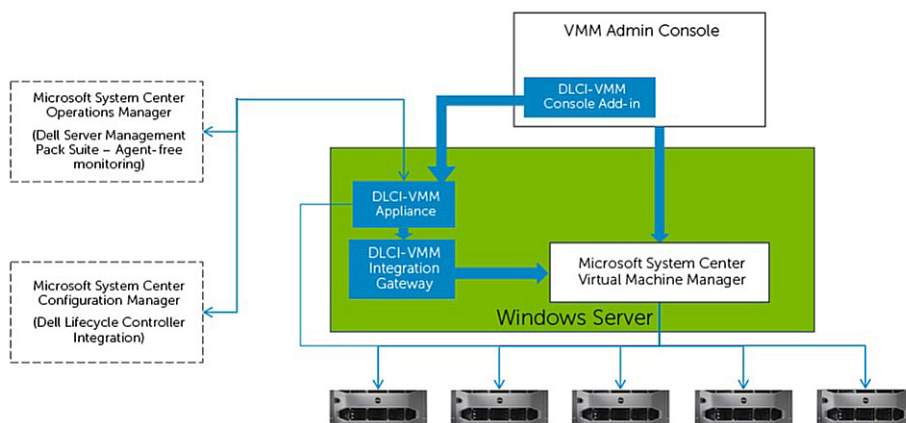 VMM Admin Console
DLCI-VMM
Console Add-in
Microsoft System Center
Operations Manager
(Dell Server Management
Pack Suite – Agent-free
monitoring)
DLCI-VMM
Appliance
DLCI-VMM
Integration
Gateway
Microsoft System Center
Virtual Machine Manager
Microsoft System Center
Configuration Manager
(Dell Lifecycle Controller
Integration)
Windows Server